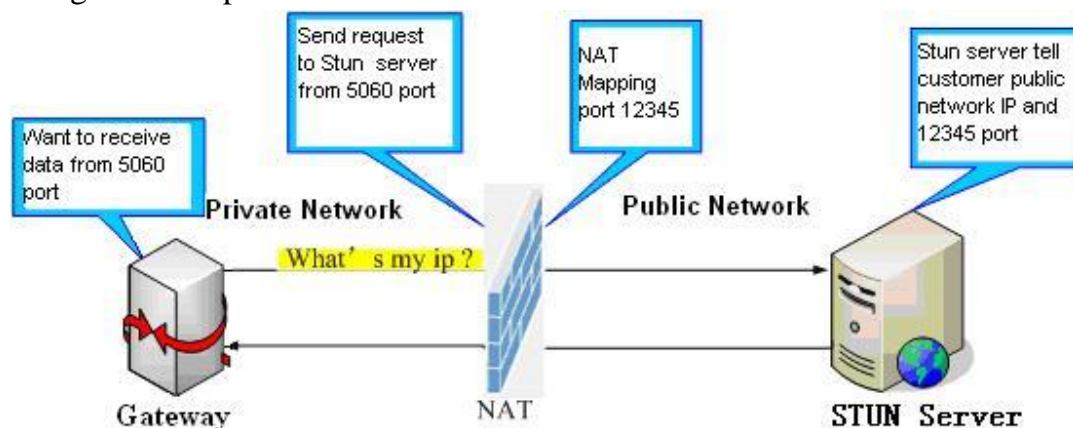 Send request
to Stun server
from 5060 port
NAT
Mapping
port 12345
Stun server tell
customer public
network IP and
12345 port
Want to receive
data from 5060
port
Private Network
Public Network
What's my ip ?
Gateway
NAT
STUN Server